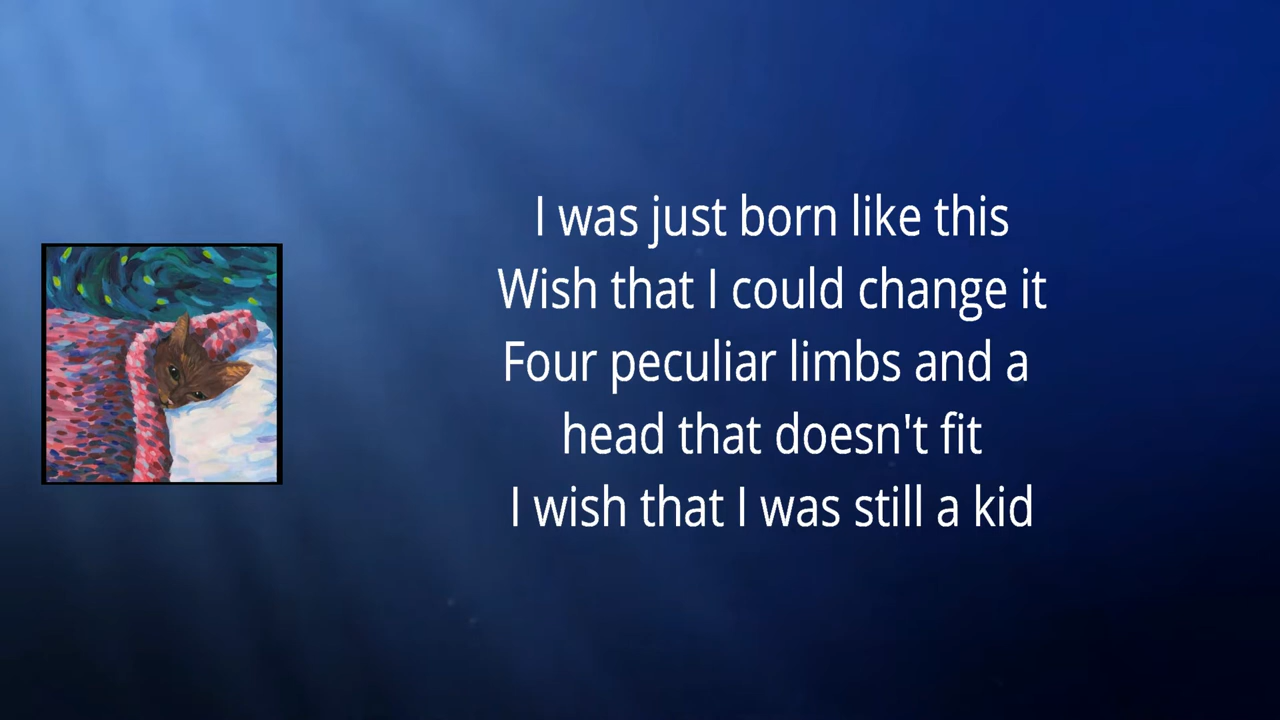 I was just born like this
Wish that I could change it
Four peculiar limbs and a
head that doesn't fit
I wish that I was still a kid